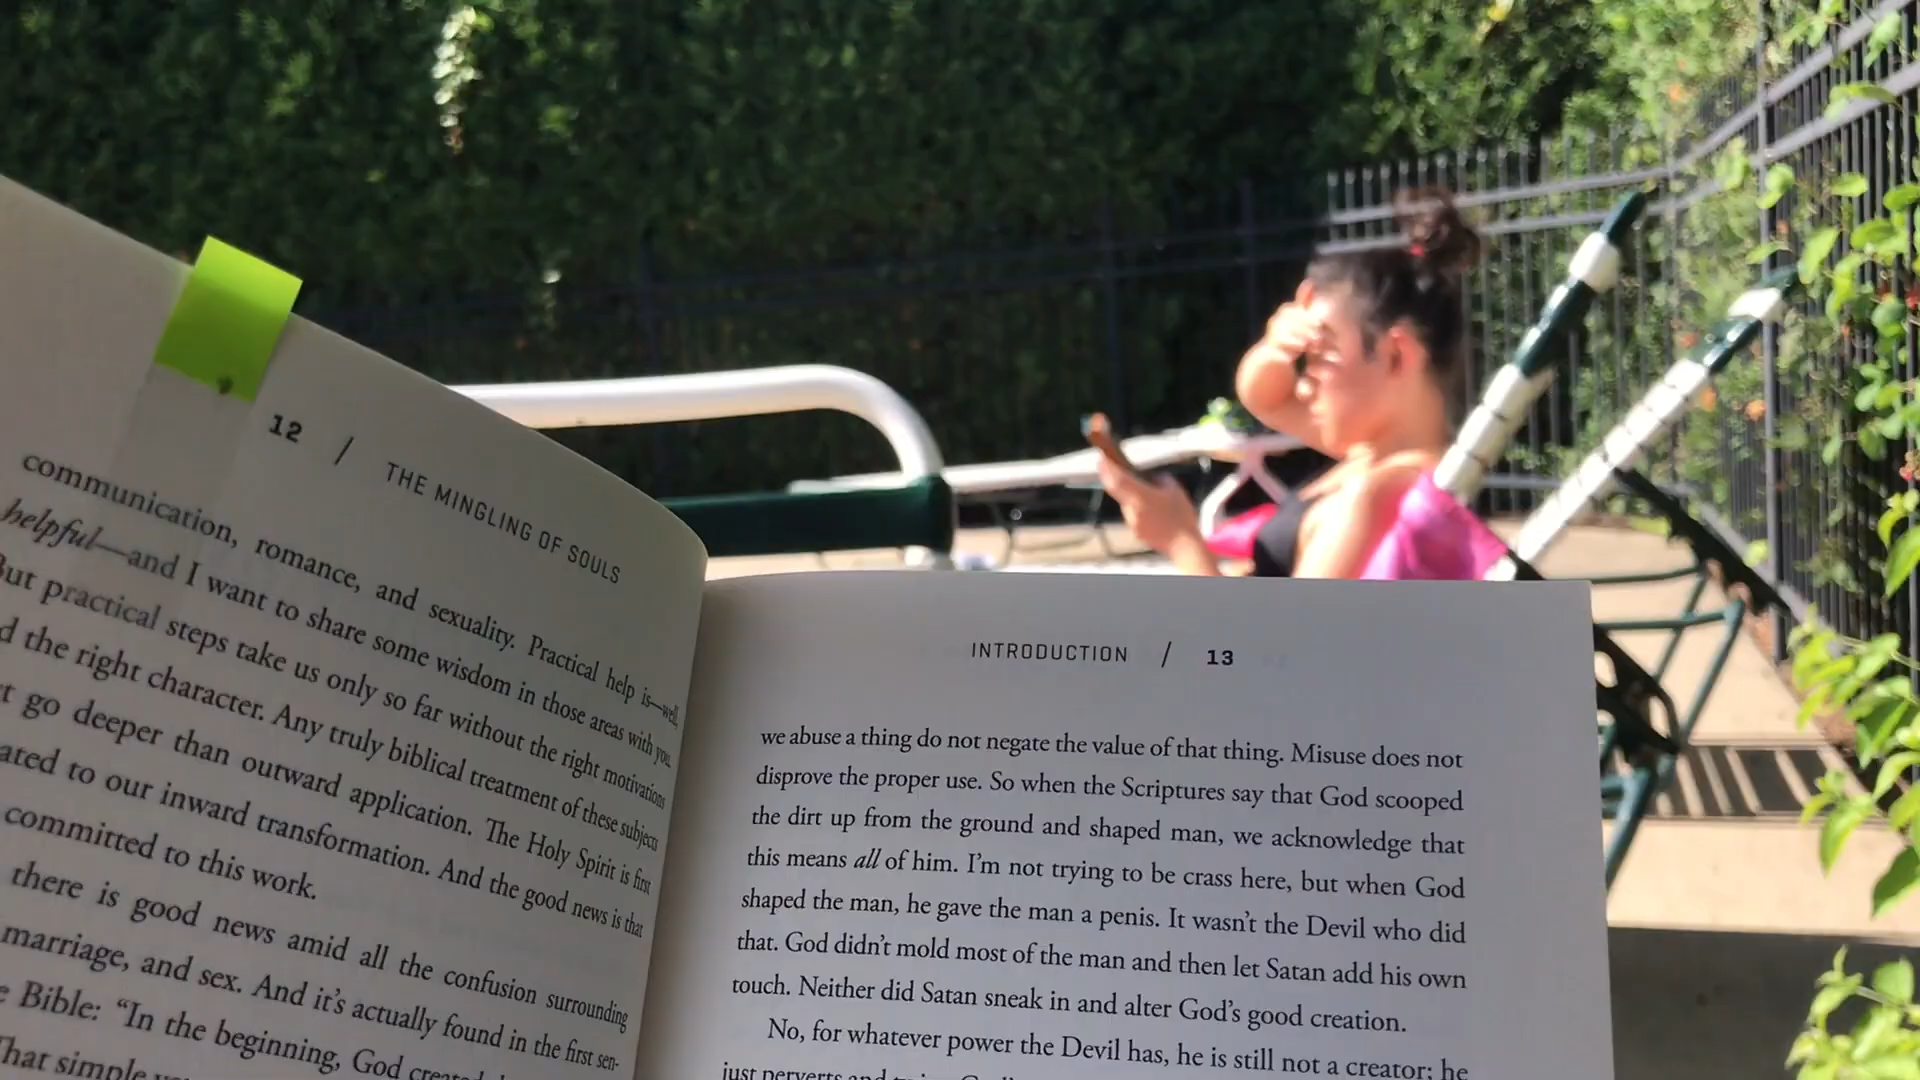 12 / THE MINGLING OF SOULS
communication, romance, and sexuality. Practical help is—well,
helpful—and I want to share some wisdom in those areas with you.
But practical steps take us only so far without the right motivations
d the right character. Any truly biblical treatment of these subjects
t go deeper than outward application. The Holy Spirit is first
ated to our inward transformation. And the good news is that
committed to this work.
there is good news amid all the confusion surrounding
marriage, and sex. And it's actually found in the first sen-
e Bible: “In the beginning, God created
That simple
INTRODUCTION / 13
we abuse a thing do not negate the value of that thing. Misuse does not
disprove the proper use. So when the Scriptures say that God scooped
the dirt up from the ground and shaped man, we acknowledge that
this means all of him. I'm not trying to be crass here, but when God
shaped the man, he gave the man a penis. It wasn't the Devil who did
that. God didn't mold most of the man and then let Satan add his own
touch. Neither did Satan sneak in and alter God's good creation.
No, for whatever power the Devil has, he is still not a creator; he
just perverts and